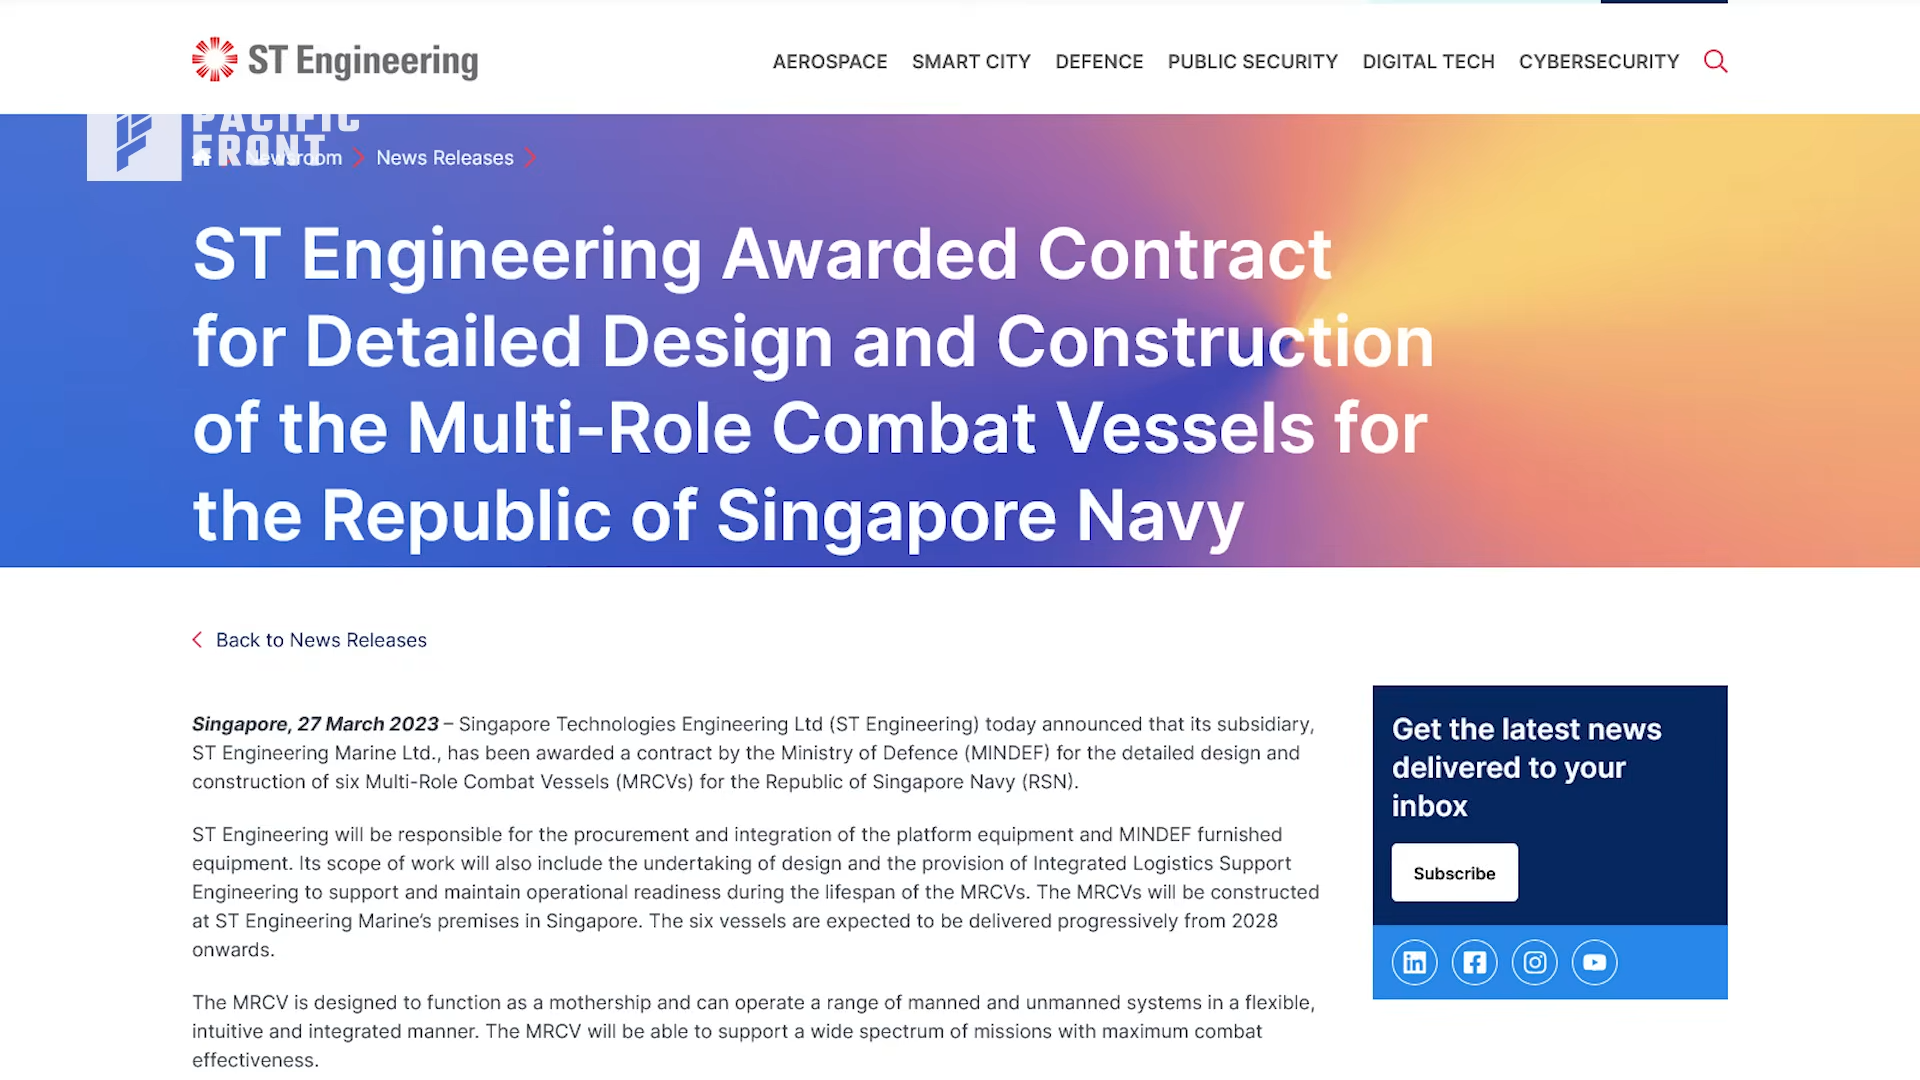 ST Engineering
AEROSPACE SMART CITY DEFENCE PUBLIC SECURITY DIGITAL TECH CYBERSECURITY
PACIFIC
FRONT
Newsroom News Releases
ST Engineering Awarded Contract
for Detailed Design and Construction
of the Multi-Role Combat Vessels for
the Republic of Singapore Navy
Back to News Releases
Singapore, 27 March 2023 – Singapore Technologies Engineering Ltd (ST Engineering) today announced that its subsidiary,
ST Engineering Marine Ltd., has been awarded a contract by the Ministry of Defence (MINDEF) for the detailed design and
construction of six Multi-Role Combat Vessels (MRCVs) for the Republic of Singapore Navy (RSN).
ST Engineering will be responsible for the procurement and integration of the platform equipment and MINDEF furnished
equipment. Its scope of work will also include the undertaking of design and the provision of Integrated Logistics Support
Engineering to support and maintain operational readiness during the lifespan of the MRCVs. The MRCVs will be constructed
at ST Engineering Marine’s premises in Singapore. The six vessels are expected to be delivered progressively from 2028
onwards.
The MRCV is designed to function as a mothership and can operate a range of manned and unmanned systems in a flexible,
intuitive and integrated manner. The MRCV will be able to support a wide spectrum of missions with maximum combat
effectiveness.
Get the latest news
delivered to your
inbox
Subscribe